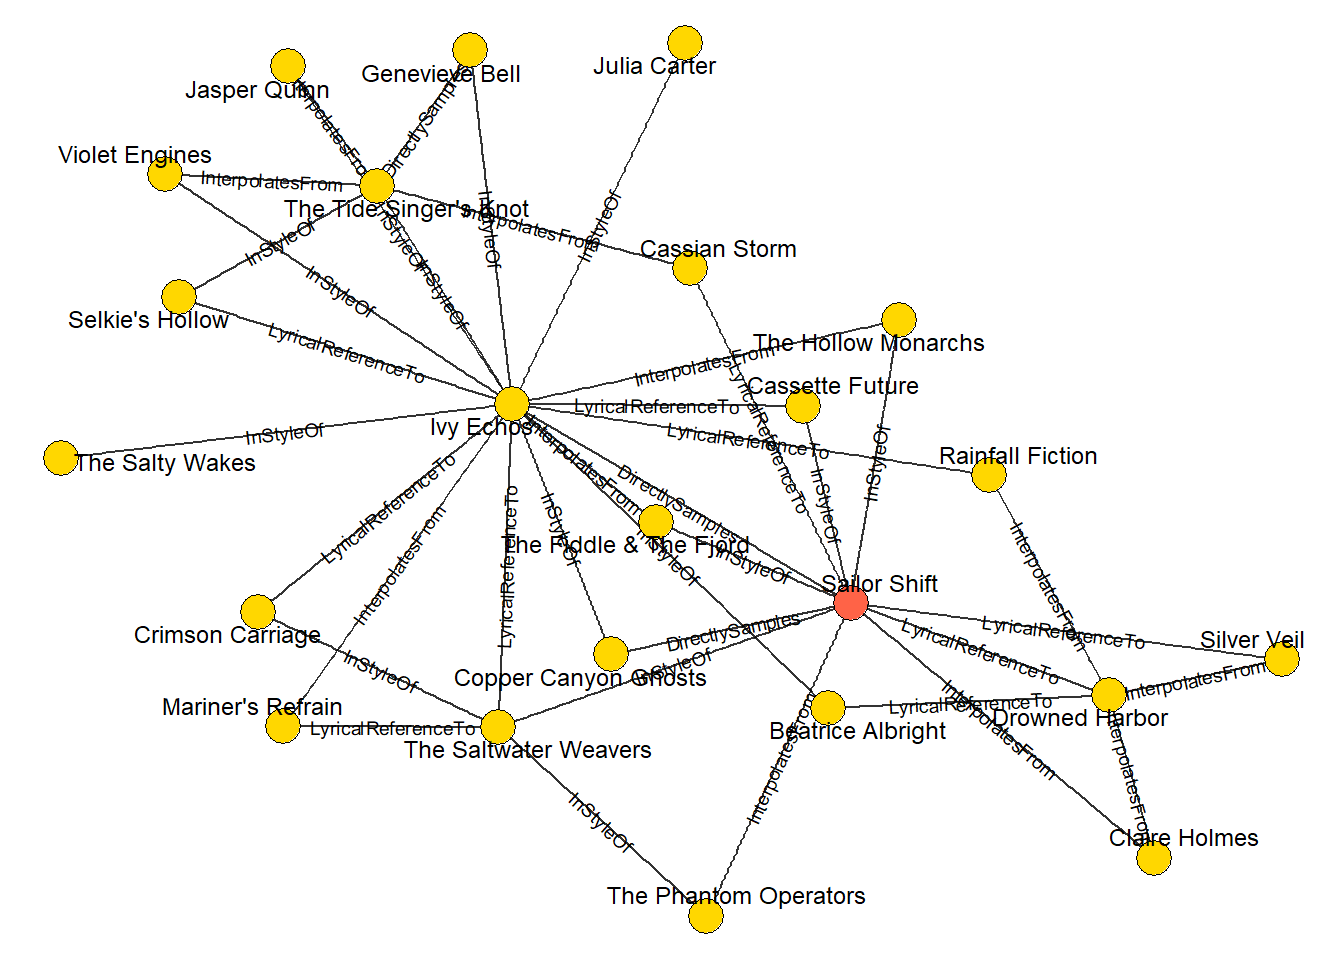 Genevieve Bell
Julia Carter
Jasper Quinn
InterpolatesFrom
DirectlySamples
Violet Engines
InterpolatesFrom
The Tide Singer's Knot
InStyleOf
InterpolatesFrom
InStyleOf
InStyleOf
InStyleOf
Cassian Storm
InStyleOf
InStyleOf
InStyleOf
Selkie's Hollow
LyricalReferenceTo
The Hollow Monarchs
InterpolatesFrom
Cassette Future
LyricalReferenceTo
LyricalReferenceTo
Ivy Echos
LyricalReferenceTo
Rainfall Fiction
InStyleOf
The Salty Wakes
InStyleOf
InStyleOf
LyricalReferenceTo
InterpolatesFrom
DirectlySamples
InterpolatesFrom
LyricalReferenceTo
InStyleOf
The Fiddle & The Fjord
InStyleOf
InStyleOf
InterpolatesFrom
Sailor Shift
Crimson Carriage
DirectlySamples
LyricalReferenceTo
LyricalReferenceTo
Silver Veil
InStyleOf
InStyleOf
Copper Canyon Ghosts
InterpolatesFrom
Mariner's Refrain
LyricalReferenceTo
LyricalReferenceTo
Drowned Harbor
The Saltwater Weavers
Beatrice Albright
InterpolatesFrom
InterpolatesFrom
InterpolatesFrom
InStyleOf
Claire Holmes
The Phantom Operators